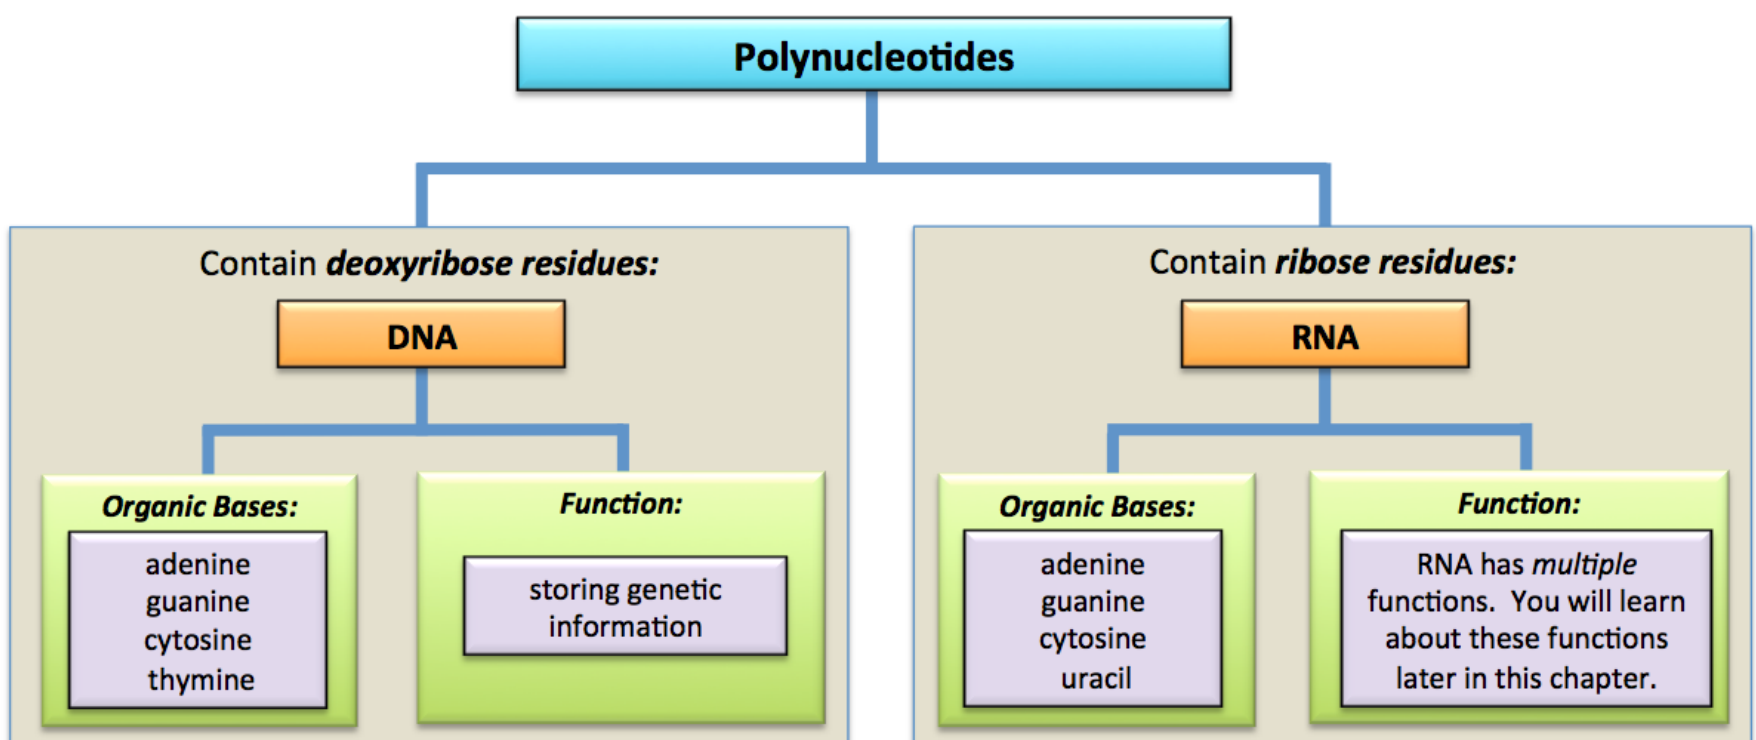 Polynucleotides
Contain deoxyribose residues:
DNA
Organic Bases:
adenine
guanine
cytosine
thymine
Function:
storing genetic
information
Contain ribose residues:
RNA
Organic Bases:
adenine
guanine
cytosine
uracil
Function:
RNA has multiple
functions. You will learn
about these functions
later in this chapter.